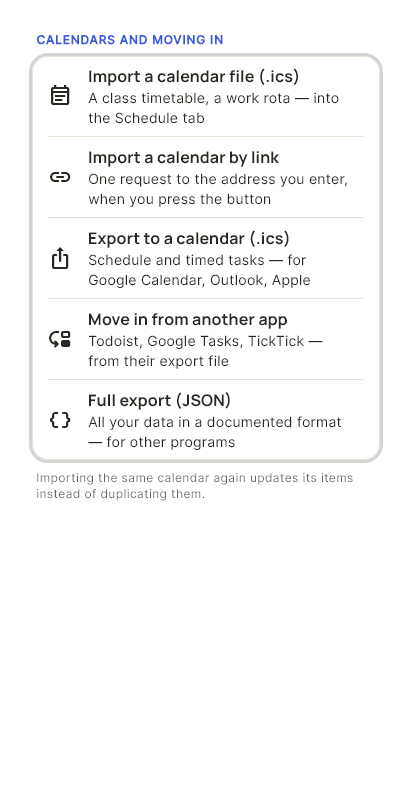 CALENDARS AND MOVING IN
Import a calendar file (.ics)
A class timetable, a work rota — into
the Schedule tab
Import a calendar by link
One request to the address you enter,
when you press the button
Export to a calendar (.ics)
Schedule and timed tasks — for
Google Calendar, Outlook, Apple
Move in from another app
Todoist, Google Tasks, TickTick —
from their export file
Full export (JSON)
All your data in a documented format
— for other programs
Importing the same calendar again updates its items
instead of duplicating them.